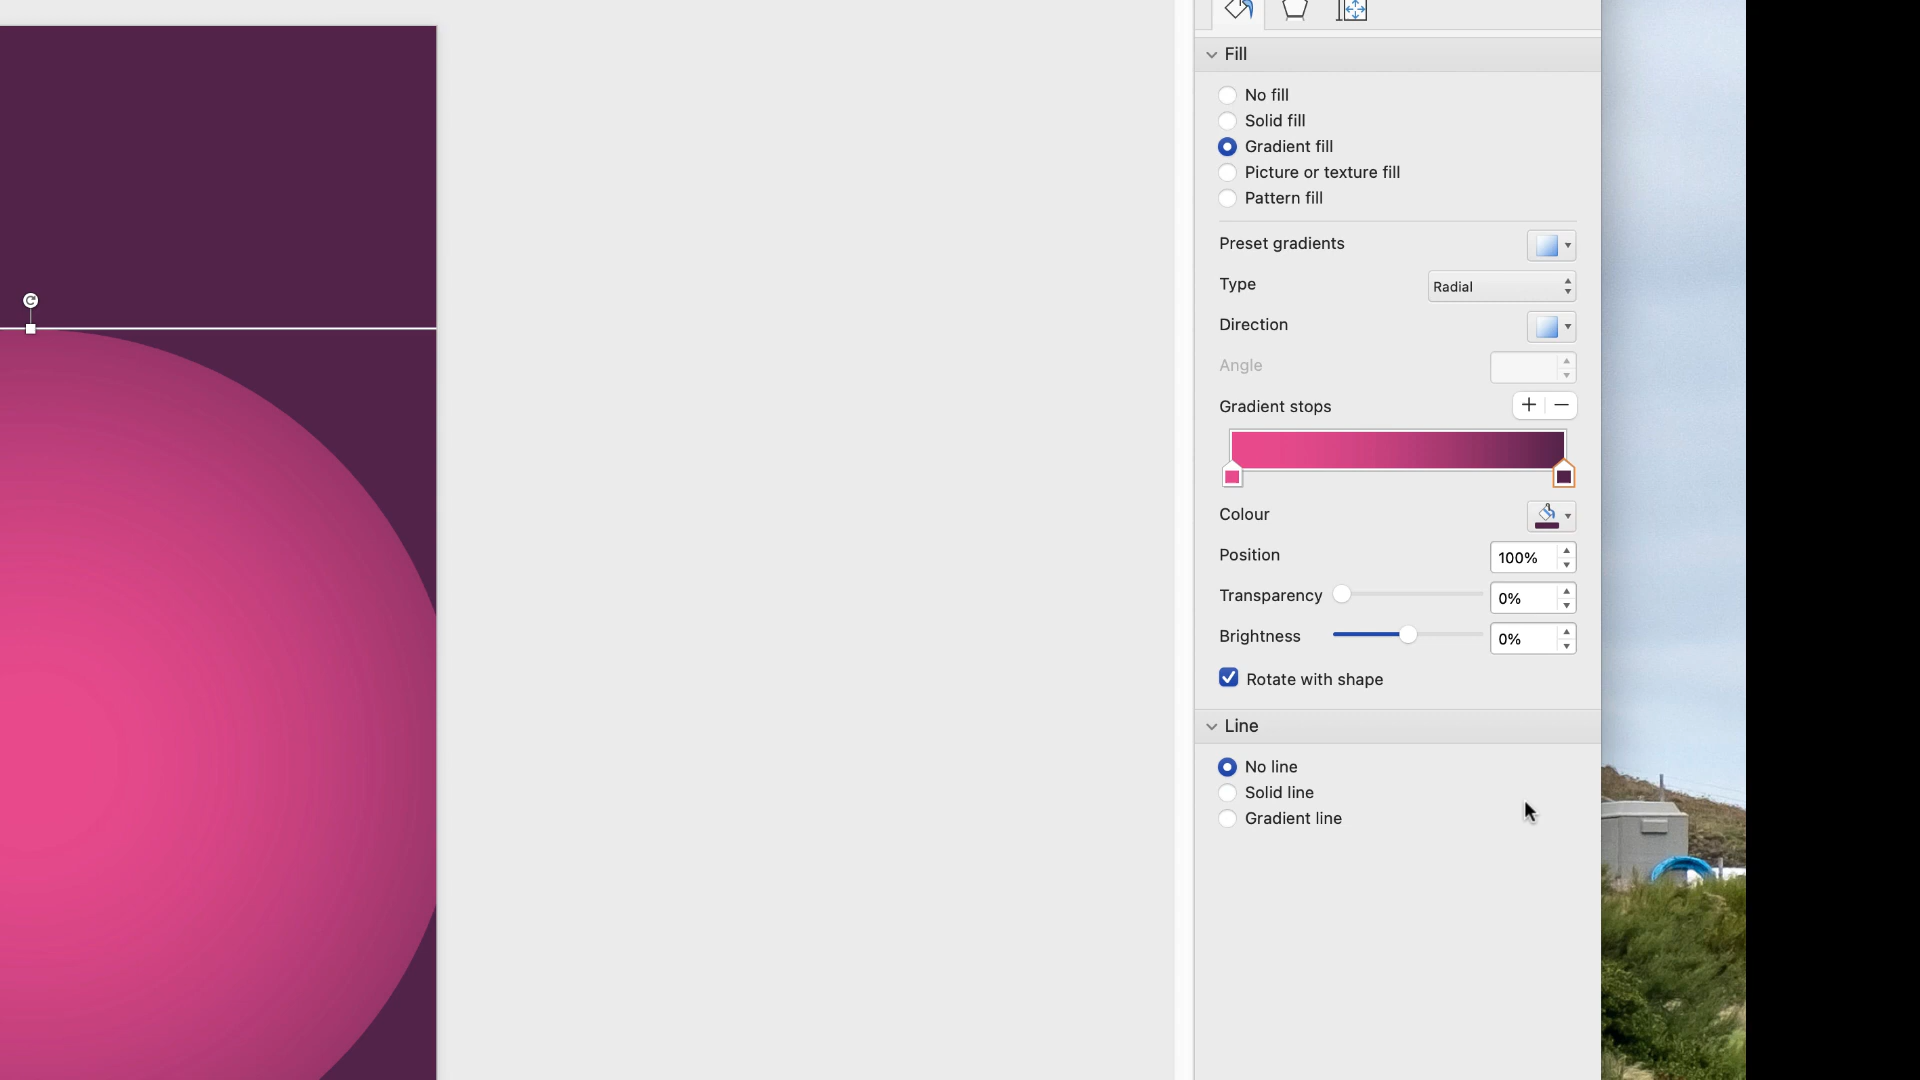 Fill
No fill
Solid fill
Gradient fill
Picture or texture fill
Pattern fill
Preset gradients
Type
Radial
Direction
Angle
Gradient stops
Colour
Position
100%
Transparency
0%
Brightness
0%
Rotate with shape
Line
No line
Solid line
Gradient line